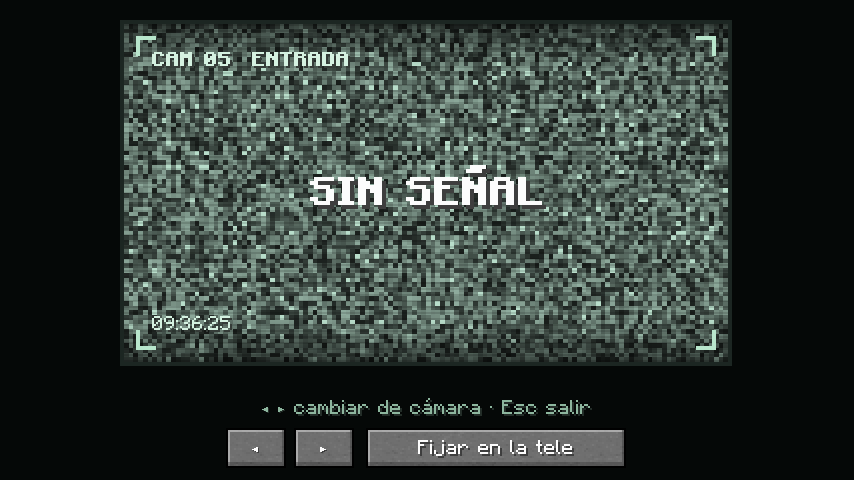 CAM 05 ENTRADA
SIN SEÑAL
09:36:25
◂ ▸ cambiar de cámara · Esc salir
◂ ▸ Fijar en la tele